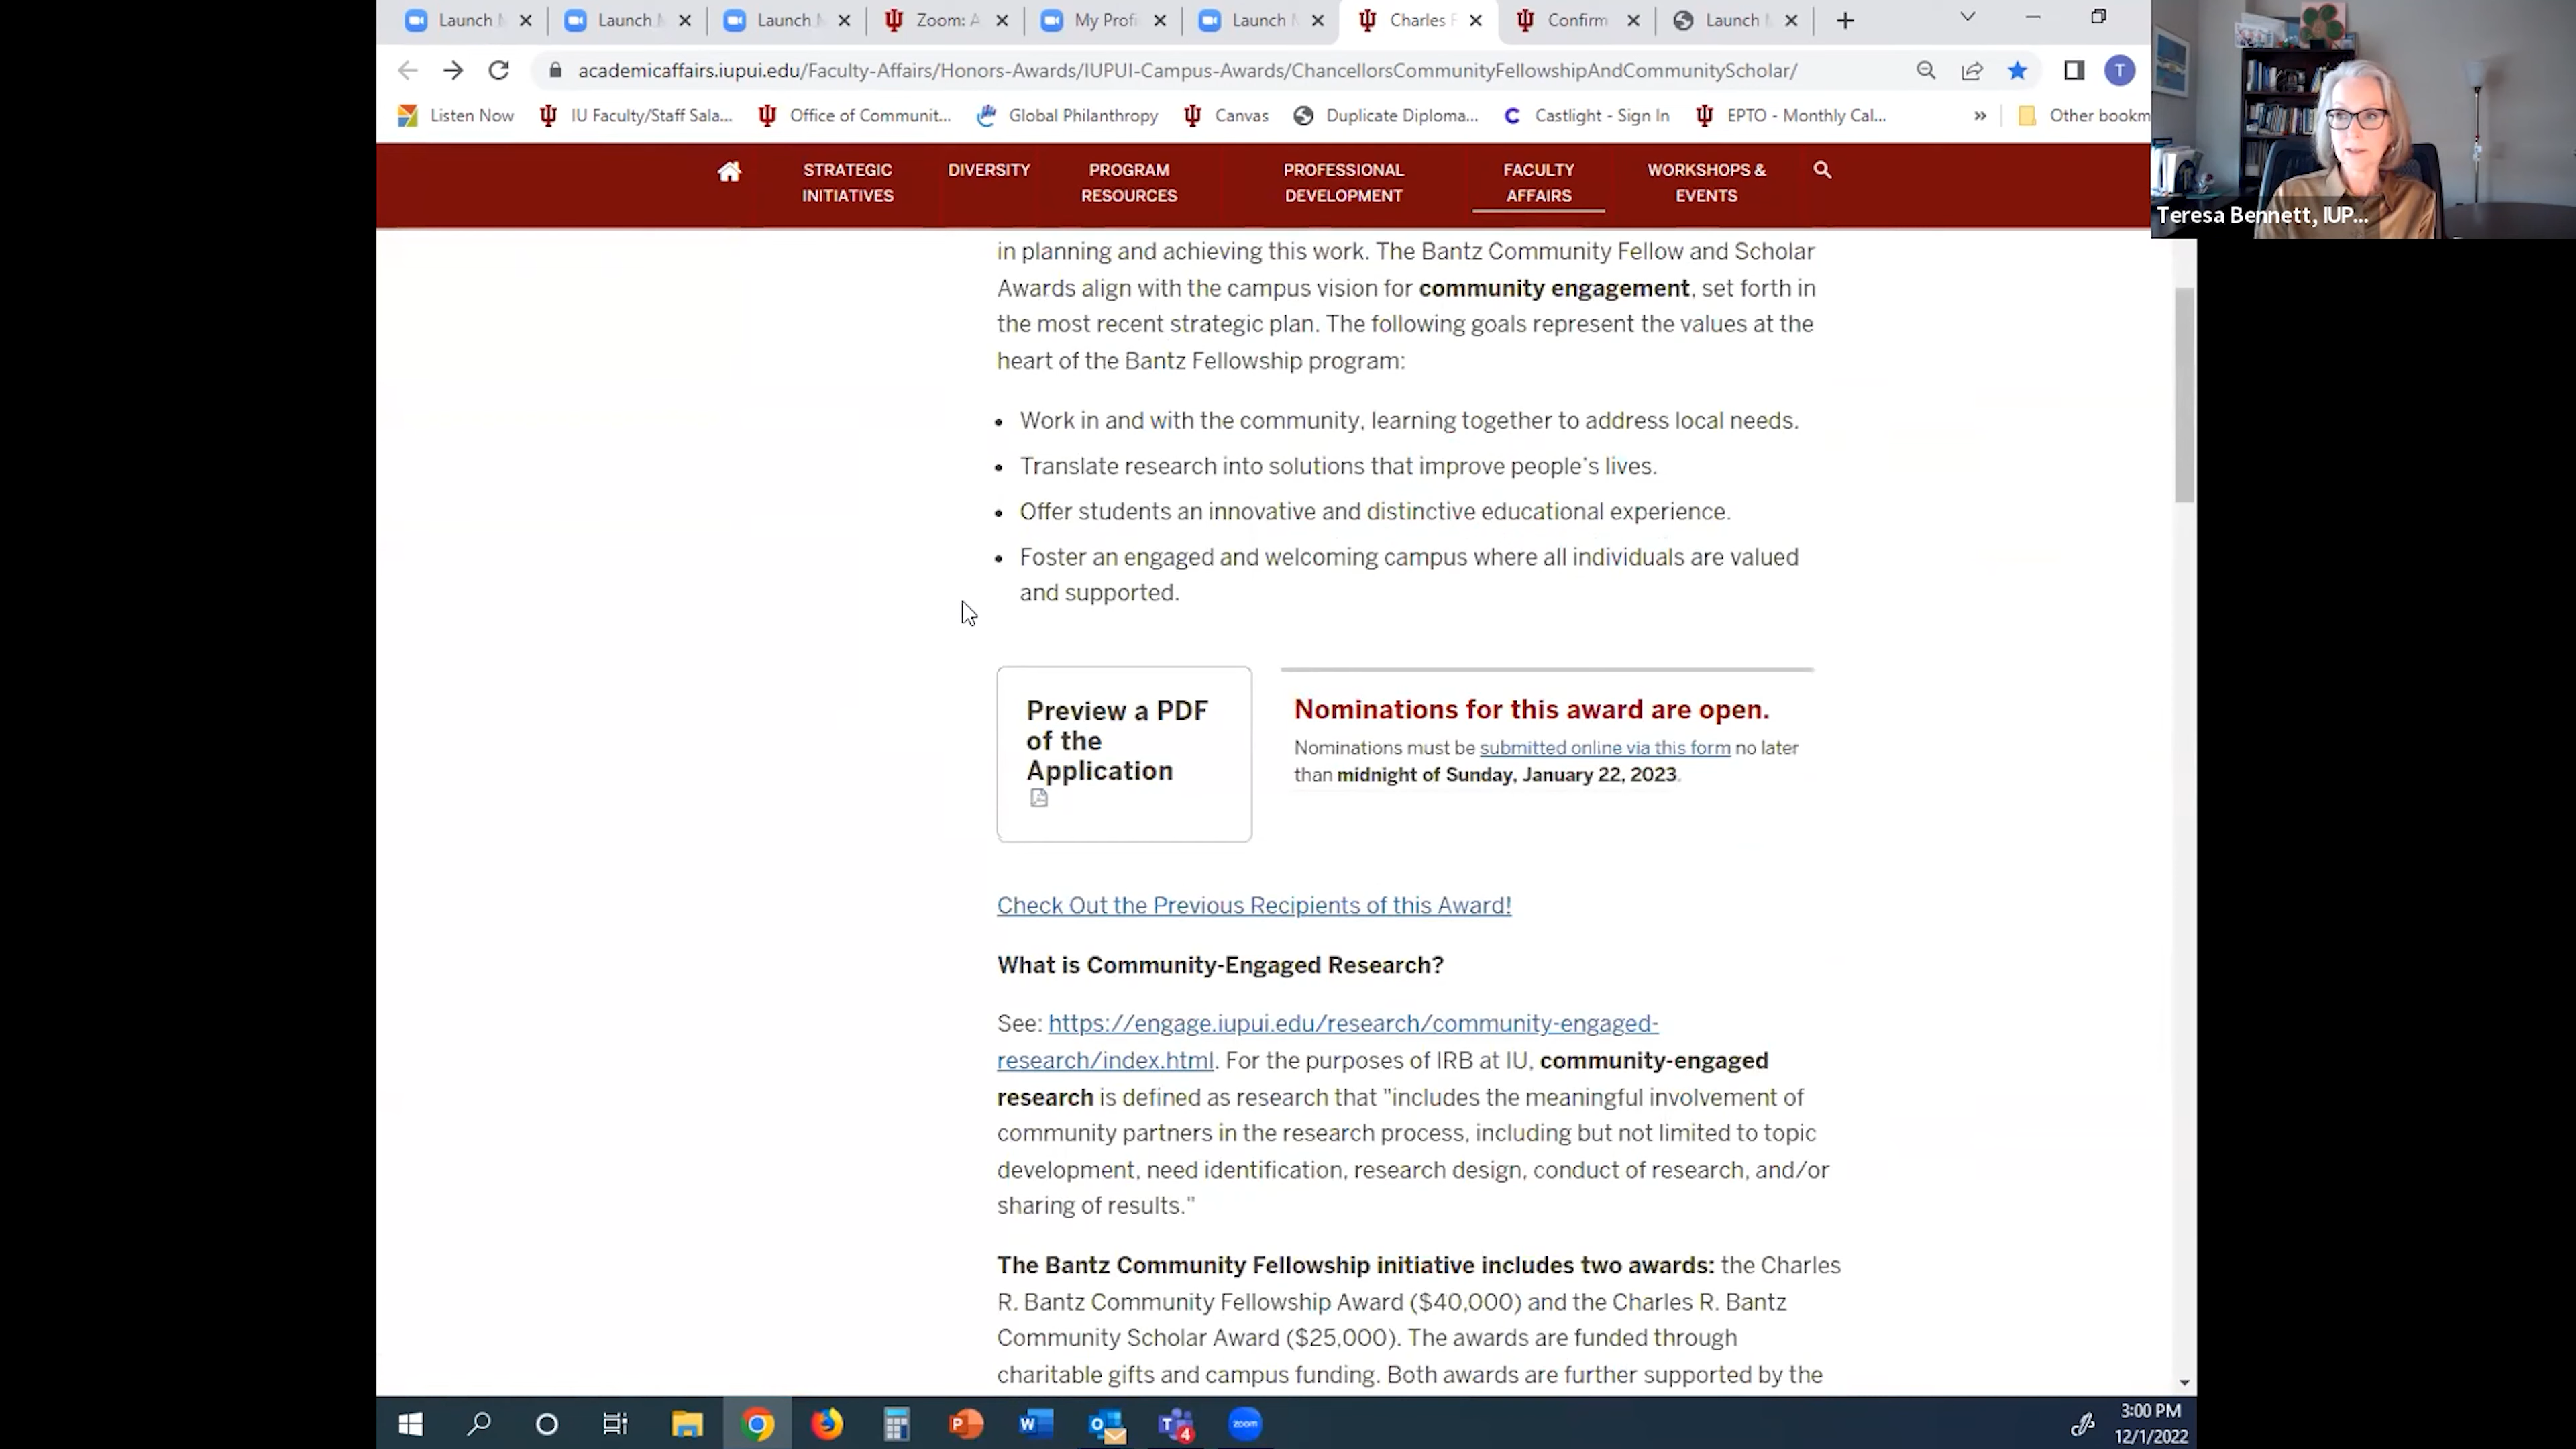 Launch
Launch
Launch
Zoom: A
My Profi
Launch
Charles
Confirm
Launch
academicaffairs.iupui.edu/Faculty-Affairs/Honors-Awards/IUPUI-Campus-Awards/ChancellorsCommunityFellowshipAndCommunityScholar/
T
Listen Now
IU Faculty/Staff Sala...
Office of Communit...
Global Philanthropy
Canvas
Duplicate Diploma...
Castlight - Sign In
EPTO - Monthly Cal...
»
Other bookm
Teresa Bennett, IUP...
STRATEGIC
INITIATIVES
DIVERSITY
PROGRAM
RESOURCES
PROFESSIONAL
DEVELOPMENT
FACULTY
AFFAIRS
WORKSHOPS &
EVENTS
in planning and achieving this work. The Bantz Community Fellow and Scholar
Awards align with the campus vision for community engagement, set forth in
the most recent strategic plan. The following goals represent the values at the
heart of the Bantz Fellowship program:
• Work in and with the community, learning together to address local needs.
• Translate research into solutions that improve people's lives.
• Offer students an innovative and distinctive educational experience.
• Foster an engaged and welcoming campus where all individuals are valued
and supported.
Preview a PDF
of the
Application
Nominations for this award are open.
Nominations must be submitted online via this form no later
than midnight of Sunday, January 22, 2023.
Check Out the Previous Recipients of this Award!
What is Community-Engaged Research?
See: https://engage.iupui.edu/research/community-engaged-
research/index.html. For the purposes of IRB at IU, community-engaged
research is defined as research that "includes the meaningful involvement of
community partners in the research process, including but not limited to topic
development, need identification, research design, conduct of research, and/or
sharing of results."
The Bantz Community Fellowship initiative includes two awards: the Charles
R. Bantz Community Fellowship Award ($40,000) and the Charles R. Bantz
Community Scholar Award ($25,000). The awards are funded through
charitable gifts and campus funding. Both awards are further supported by the
zoom
4
3:00 PM
12/1/2022